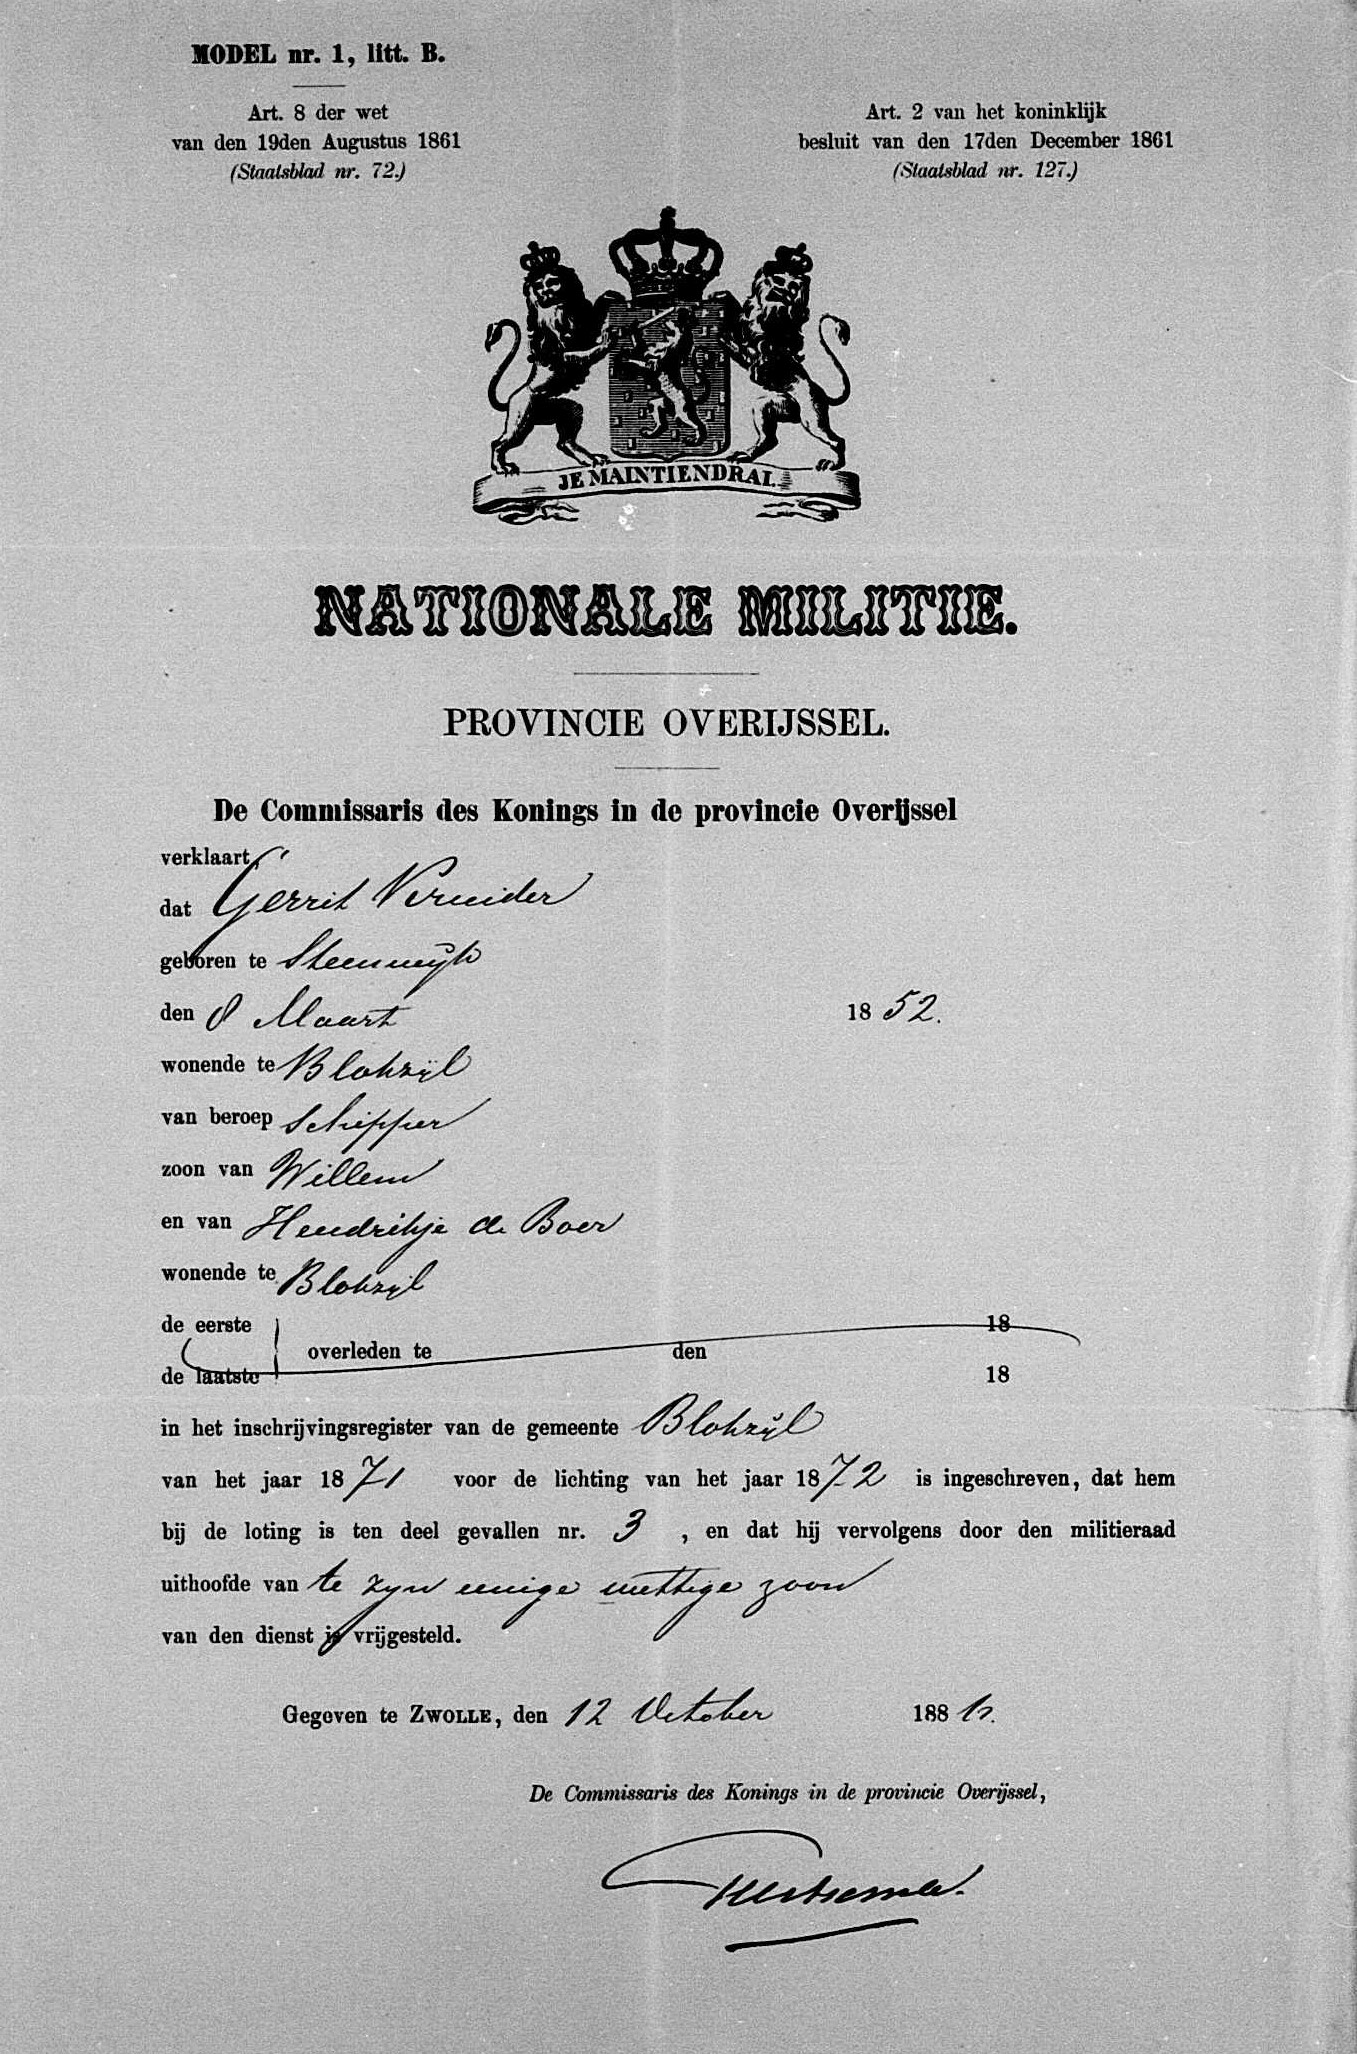 MODEL nr. 1, litt. B.
Art. 8 der wet
van den 19den Augustus 1861
(Staatsblad nr. 72.)
Art. 2 van het koninklijk
besluit van den 17den December 1861
(Staatsblad nr. 127.)
JE MAINTIENDRAI.
NATIONALE MILITIE.
PROVINCIE OVERIJSSEL.
De Commissaris des Konings in de provincie Overijssel
verklaart,
dat Gerrit
geboren te Steenwijk
den 8 Maart 1852.
wonende te Blokzijl
van beroep Schipper
zoon van Willem
en van Hendrikje de Boer
wonende te Blokzijl
de eerste 18
overleden te den
de laatste 18
in het inschrijvingsregister van de gemeente Blokzijl
van het jaar 1871 voor de lichting van het jaar 1872 is ingeschreven, dat hem
bij de loting is ten deel gevallen nr. 3, en dat hij vervolgens door den militieraad
uithoofde van te zijn eenige wettige zoon
van den dienst is vrijgesteld.
Gegeven te ZWOLLE, den 12 October 188
De Commissaris des Konings in de provincie Overijssel,